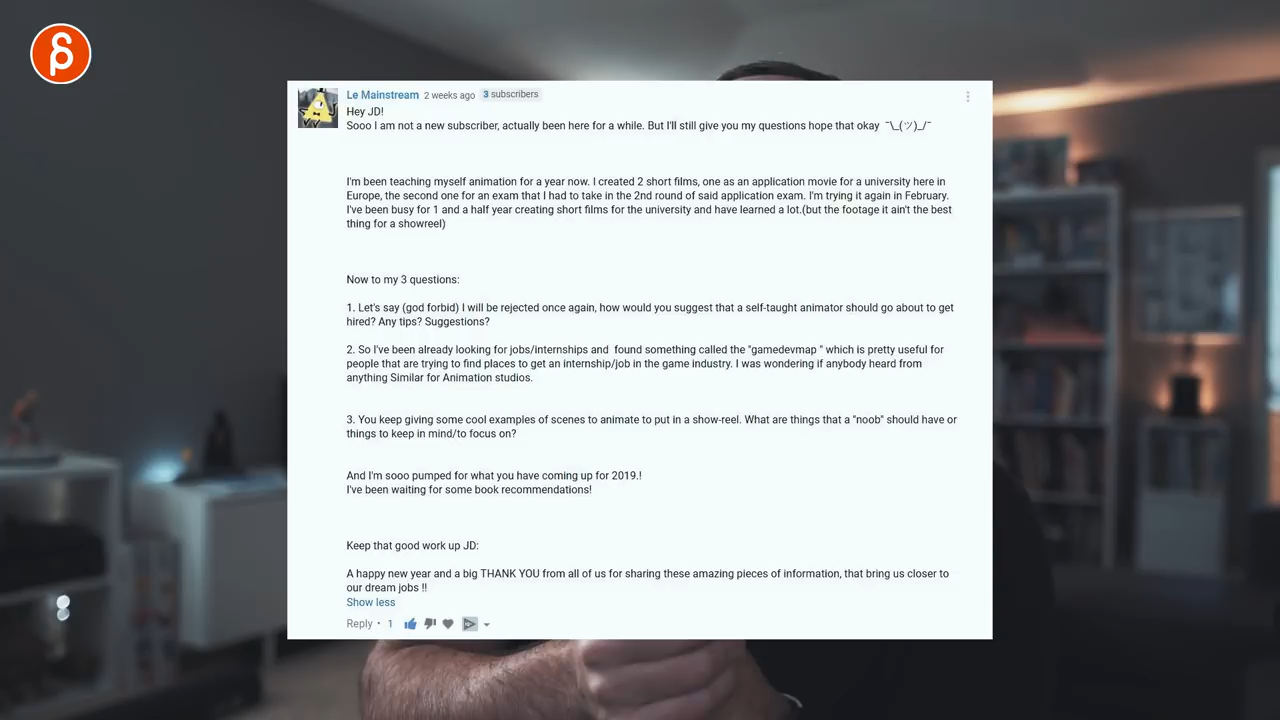 Le Mainstream 2 weeks ago 3 subscribers
Hey JD!
Sooo I am not a new subscriber, actually been here for a while. But I'll still give you my questions hope that okay ¯\_(ツ)_/¯
I'm been teaching myself animation for a year now. I created 2 short films, one as an application movie for a university here in
Europe, the second one for an exam that I had to take in the 2nd round of said application exam. I'm trying it again in February.
I've been busy for 1 and a half year creating short films for the university and have learned a lot.(but the footage it ain't the best
thing for a showreel)
Now to my 3 questions:
1. Let's say (god forbid) I will be rejected once again, how would you suggest that a self-taught animator should go about to get
hired? Any tips? Suggestions?
2. So I've been already looking for jobs/internships and found something called the "gamedevmap " which is pretty useful for
people that are trying to find places to get an internship/job in the game industry. I was wondering if anybody heard from
anything Similar for Animation studios.
3. You keep giving some cool examples of scenes to animate to put in a show-reel. What are things that a "noob" should have or
things to keep in mind/to focus on?
And I'm sooo pumped for what you have coming up for 2019.!
I've been waiting for some book recommendations!
Keep that good work up JD:
A happy new year and a big THANK YOU from all of us for sharing these amazing pieces of information, that bring us closer to
our dream jobs !!
Show less
Reply • 1